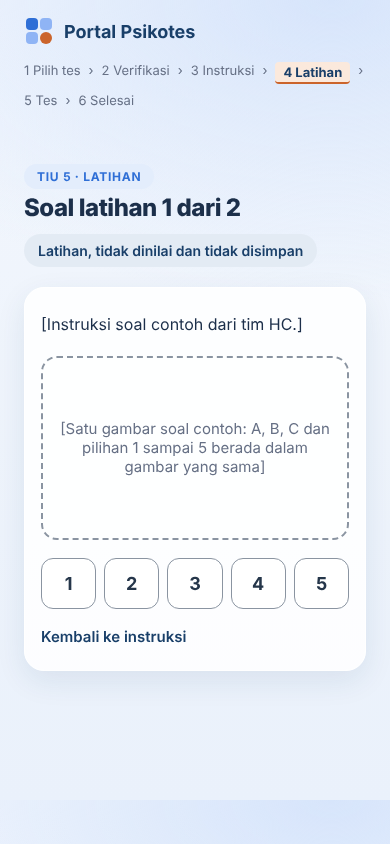 Portal Psikotes
1 Pilih tes › 2 Verifikasi › 3 Instruksi › 4 Latihan ›
5 Tes › 6 Selesai
TIU 5 · LATIHAN
Soal latihan 1 dari 2
Latihan, tidak dinilai dan tidak disimpan
[Instruksi soal contoh dari tim HC.]
[Satu gambar soal contoh: A, B, C dan
pilihan 1 sampai 5 berada dalam
gambar yang sama]
1 2 3 4 5
Kembali ke instruksi